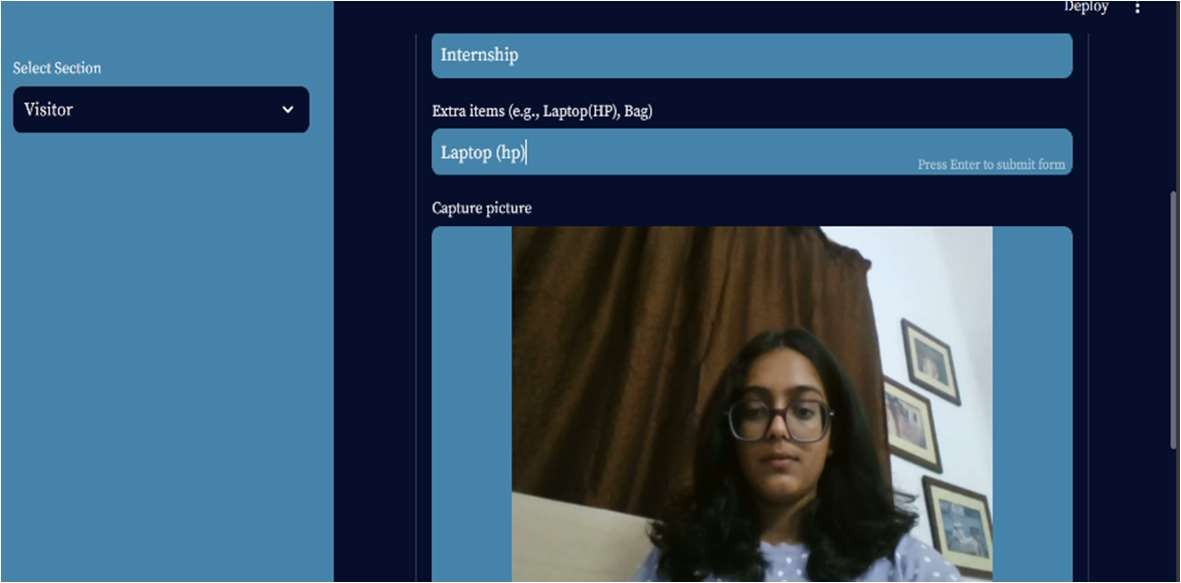 Deploy
Select Section
Visitor
Internship
Extra items (e.g., Laptop(HP), Bag)
Laptop (hp)
Press Enter to submit form
Capture picture